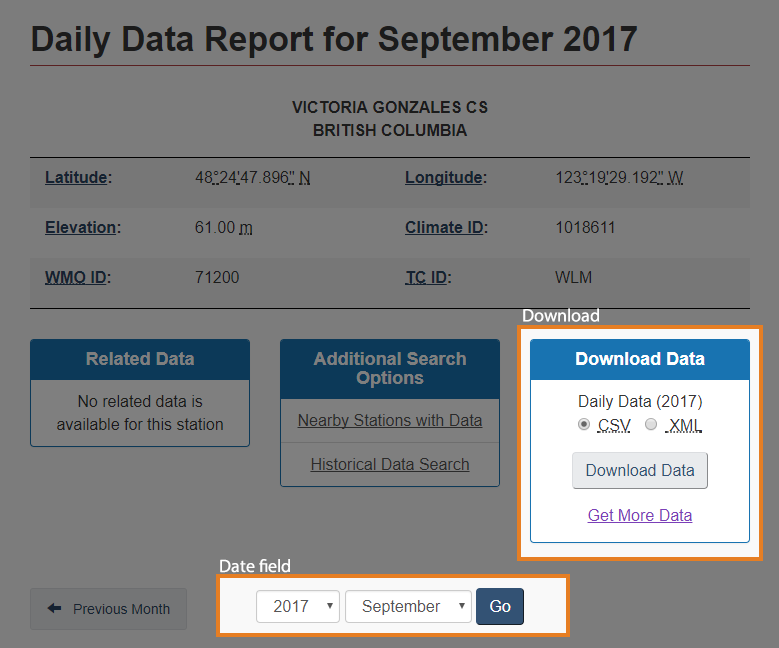 Daily Data Report for September 2017
VICTORIA GONZALES CS
BRITISH COLUMBIA
Latitude: 48°24'47.896" N Longitude: 123°19'29.192" W
Elevation: 61.00 m Climate ID: 1018611
WMO ID: 71200 TC ID: WLM
Download
Related Data
No related data is
available for this station
Additional Search
Options
Nearby Stations with Data
Historical Data Search
Download Data
Daily Data (2017)
CSV XML
Download Data
Get More Data
Date field
Previous Month
2017 September Go